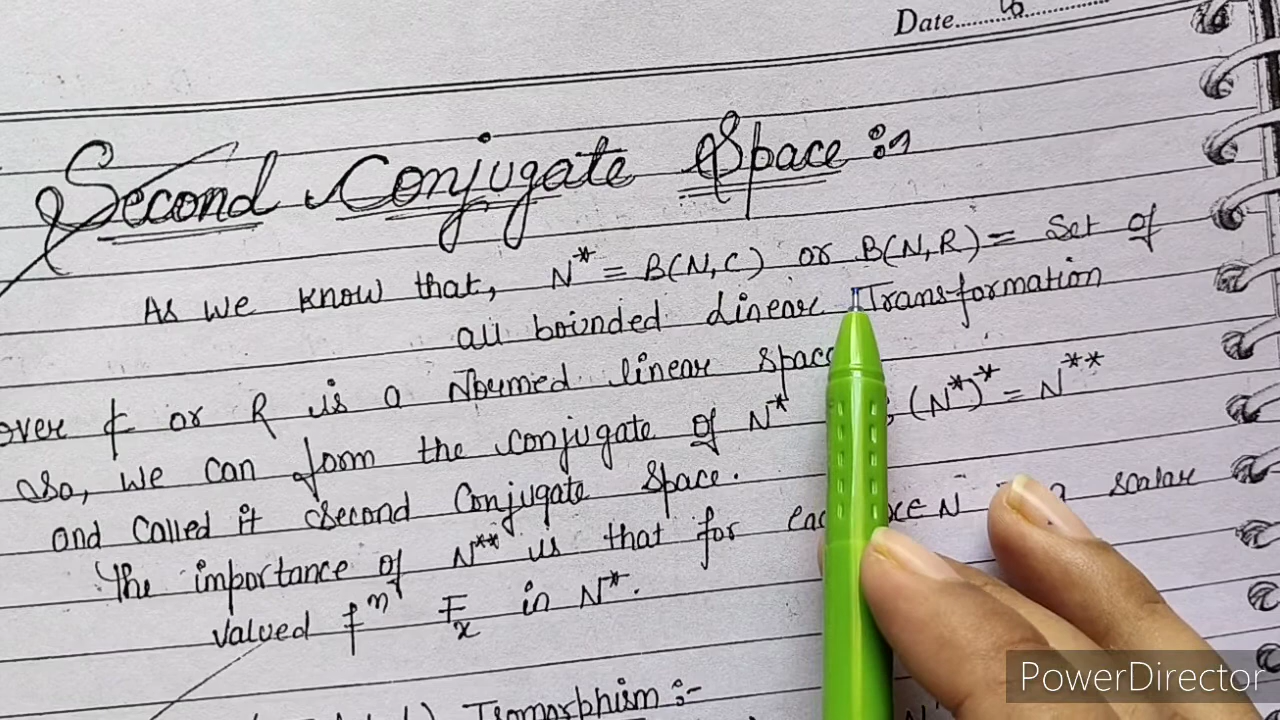 Date
Second Conjugate Space :-
As we know that, N* = B(N,C) or B(N,R) = Set of
all bounded Linear Transformation
over ₵ or R is a Normed linear space
So, we can form the conjugate of N* ; (N*)* = N**
and called it second Conjugate Space.
The importance of N** is that for each x∈N a scalar
valued fⁿ Fₓ in N*.
Isomorphism :-
PowerDirector